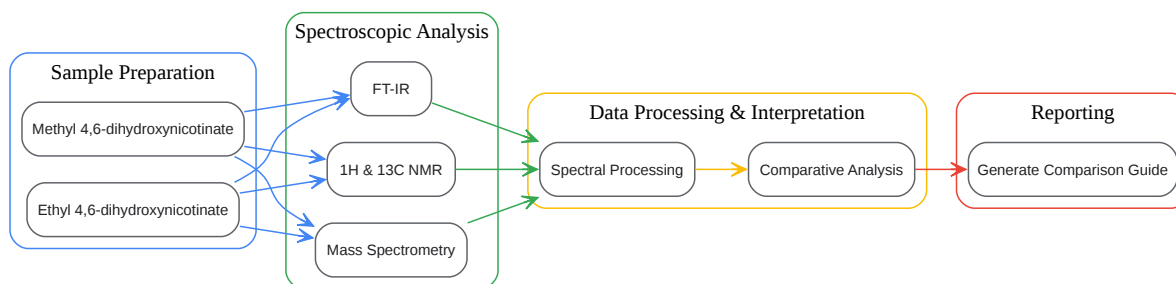 Sample Preparation
Methyl 4,6-dihydroxynicotinate
Ethyl 4,6-dihydroxynicotinate
Spectroscopic Analysis
FT-IR
1H & 13C NMR
Mass Spectrometry
Data Processing & Interpretation
Spectral Processing
Comparative Analysis
Reporting
Generate Comparison Guide